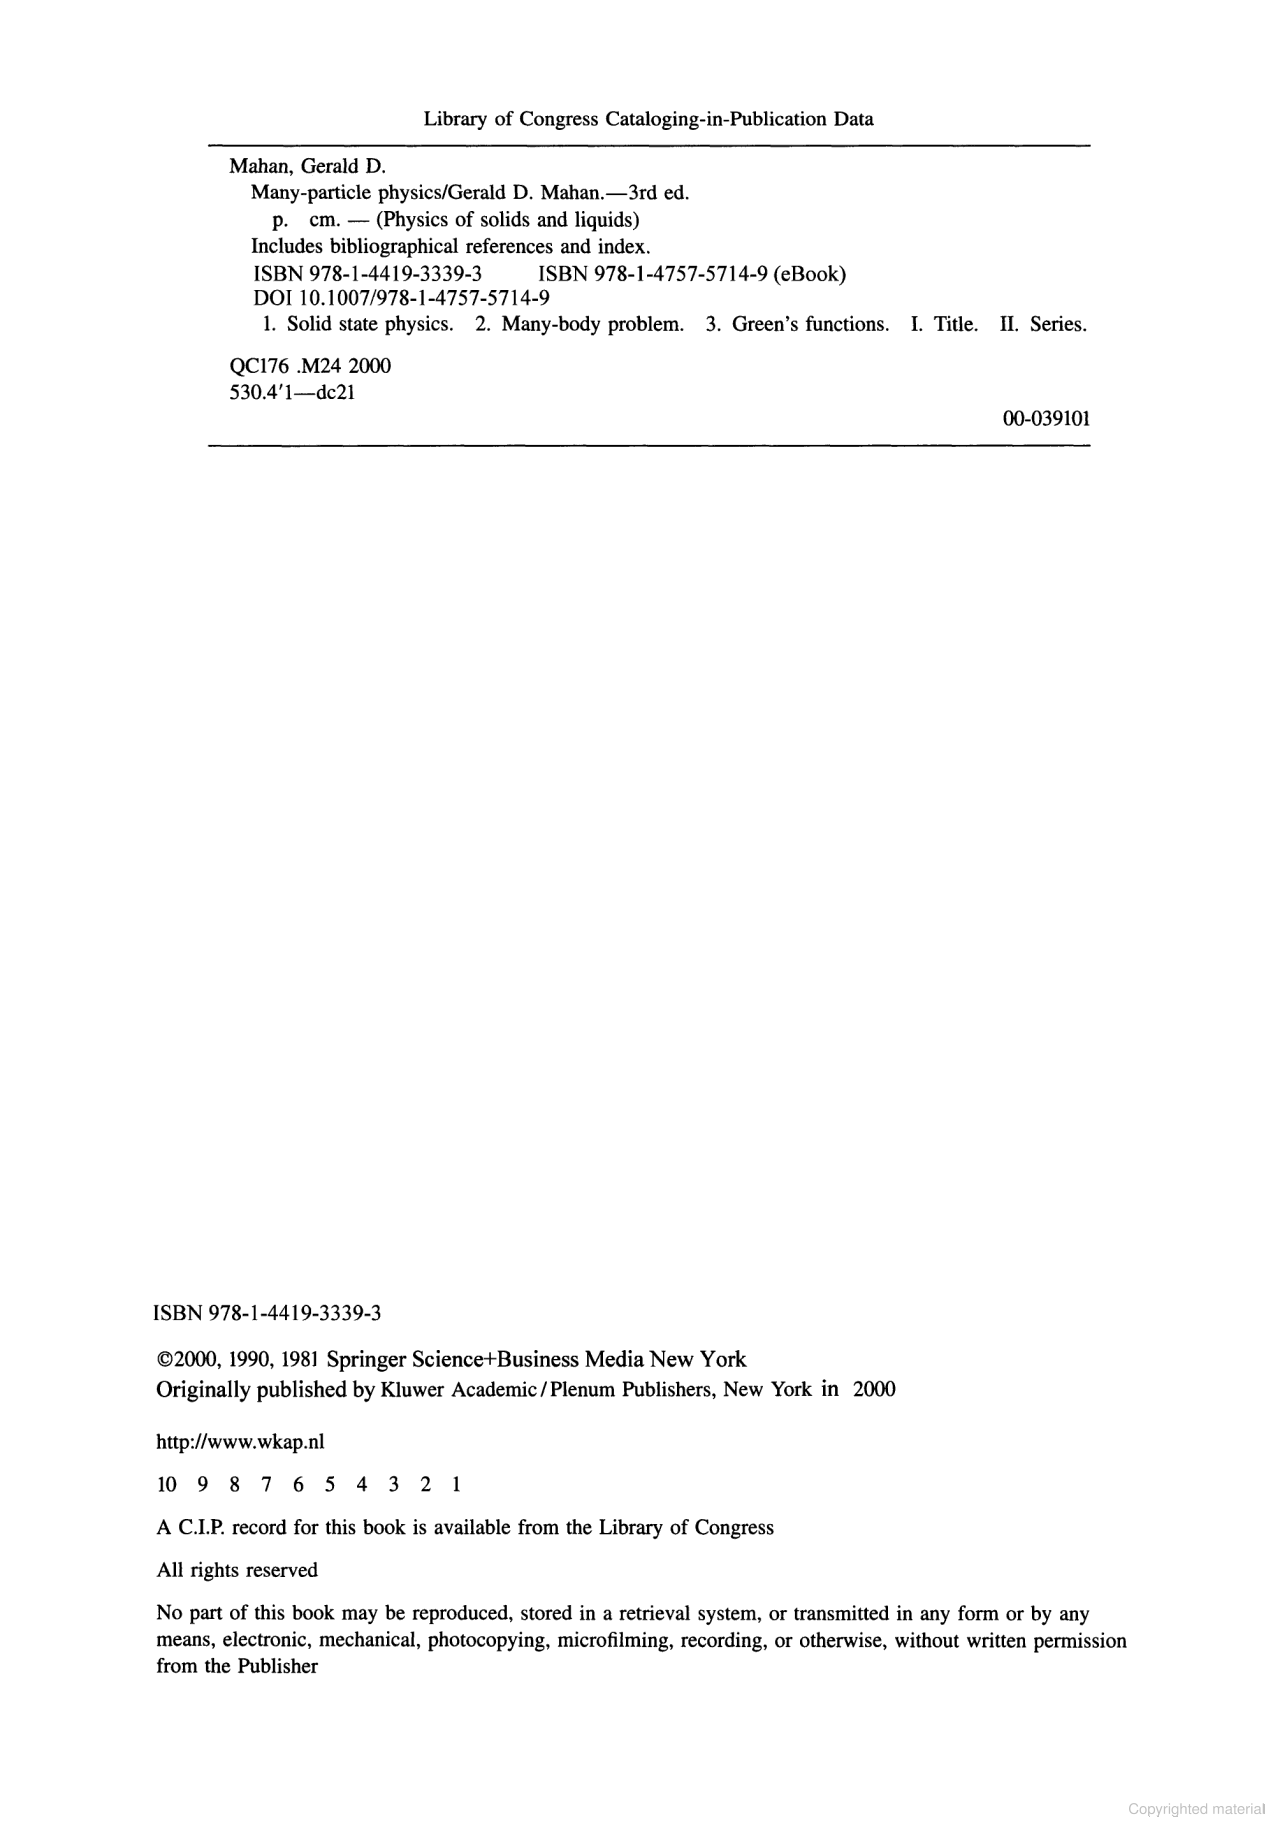 Library of Congress Cataloging-in-Publication Data
Mahan, Gerald D.
Many-particle physics/Gerald D. Mahan.—3rd ed.
p. cm. — (Physics of solids and liquids)
Includes bibliographical references and index.
ISBN 978-1-4419-3339-3 ISBN 978-1-4757-5714-9 (eBook)
DOI 10.1007/978-1-4757-5714-9
1. Solid state physics. 2. Many-body problem. 3. Green's functions. I. Title. II. Series.
QC176 .M24 2000
530.4′1—dc21
00-039101
ISBN 978-1-4419-3339-3
©2000, 1990, 1981 Springer Science+Business Media New York
Originally published by Kluwer Academic / Plenum Publishers, New York in 2000
http://www.wkap.nl
10 9 8 7 6 5 4 3 2 1
A C.I.P. record for this book is available from the Library of Congress
All rights reserved
No part of this book may be reproduced, stored in a retrieval system, or transmitted in any form or by any
means, electronic, mechanical, photocopying, microfilming, recording, or otherwise, without written permission
from the Publisher
Copyrighted material